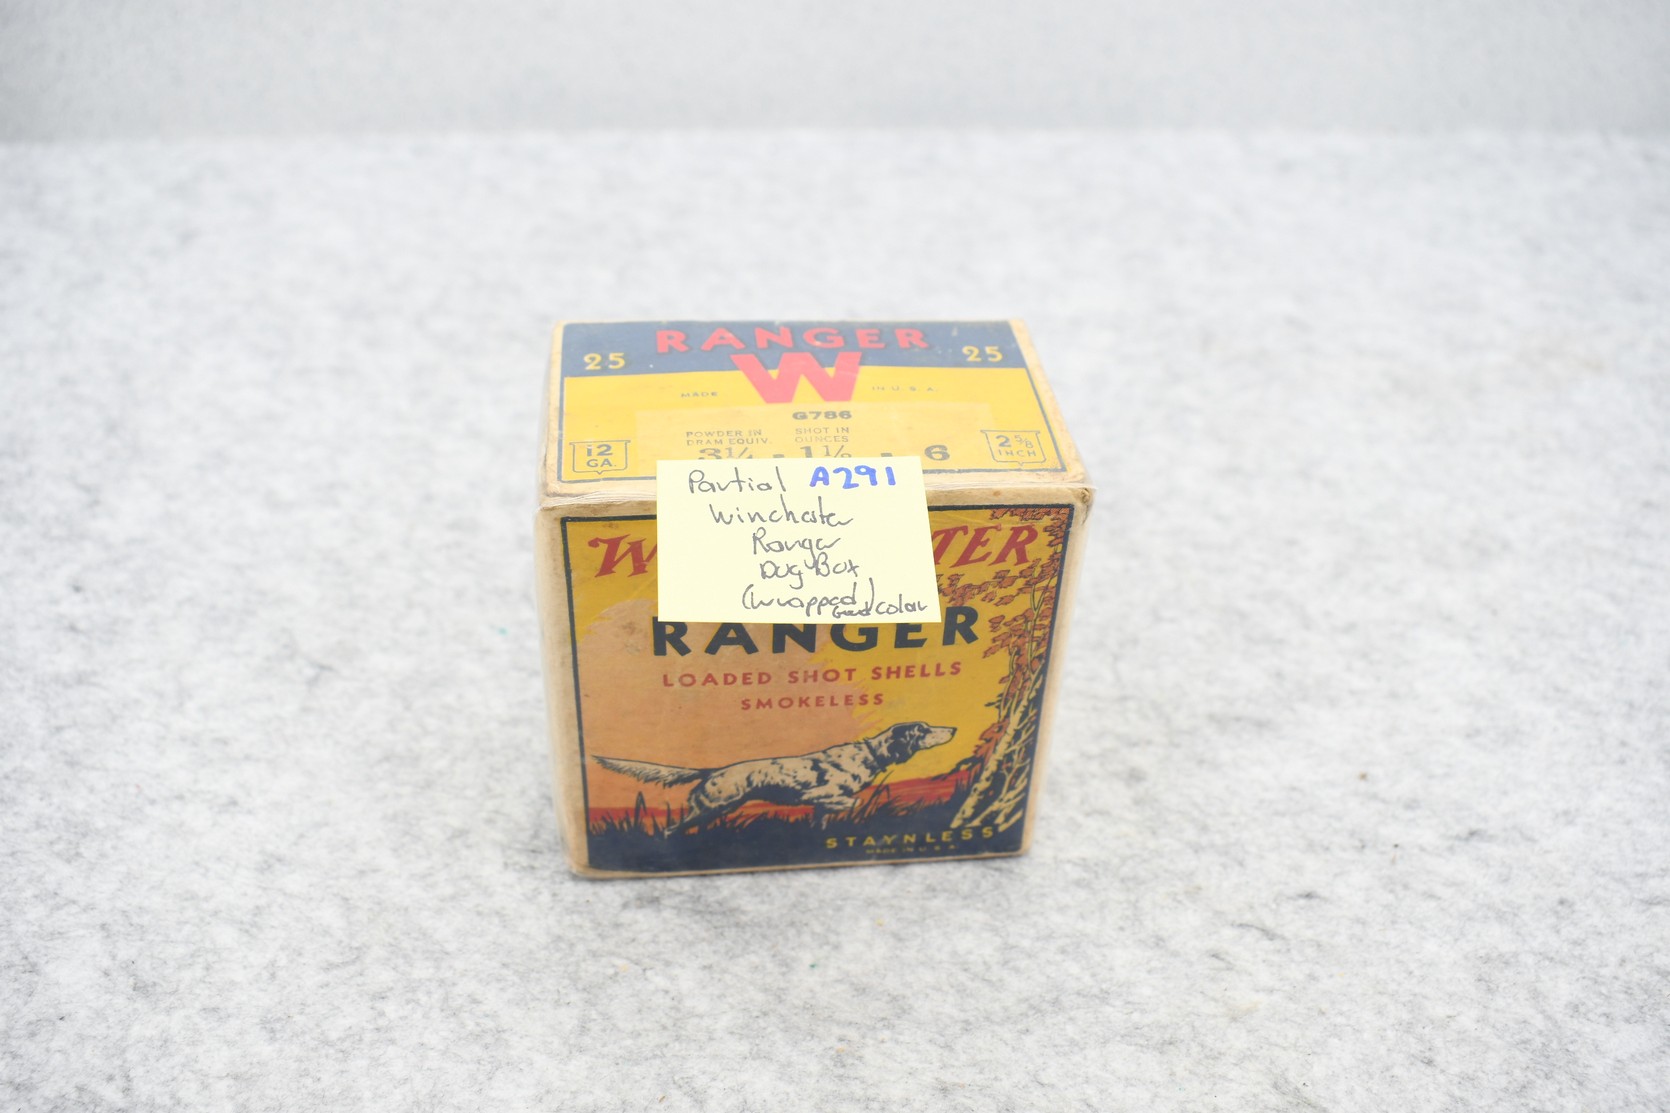 RANGER
25 W 25
MADE IN U.S.A.
G786
POWDER IN DRAM EQUIV. SHOT IN OUNCES
12 GA. 3¼ • 1⅛ • 6 2⅝ INCH
Partial A291
Winchester
Ranger
Dog Box
(Wrapped) Good Color
W TER
RANGER
LOADED SHOT SHELLS
SMOKELESS
STAYNLESS
MADE IN U.S.A.